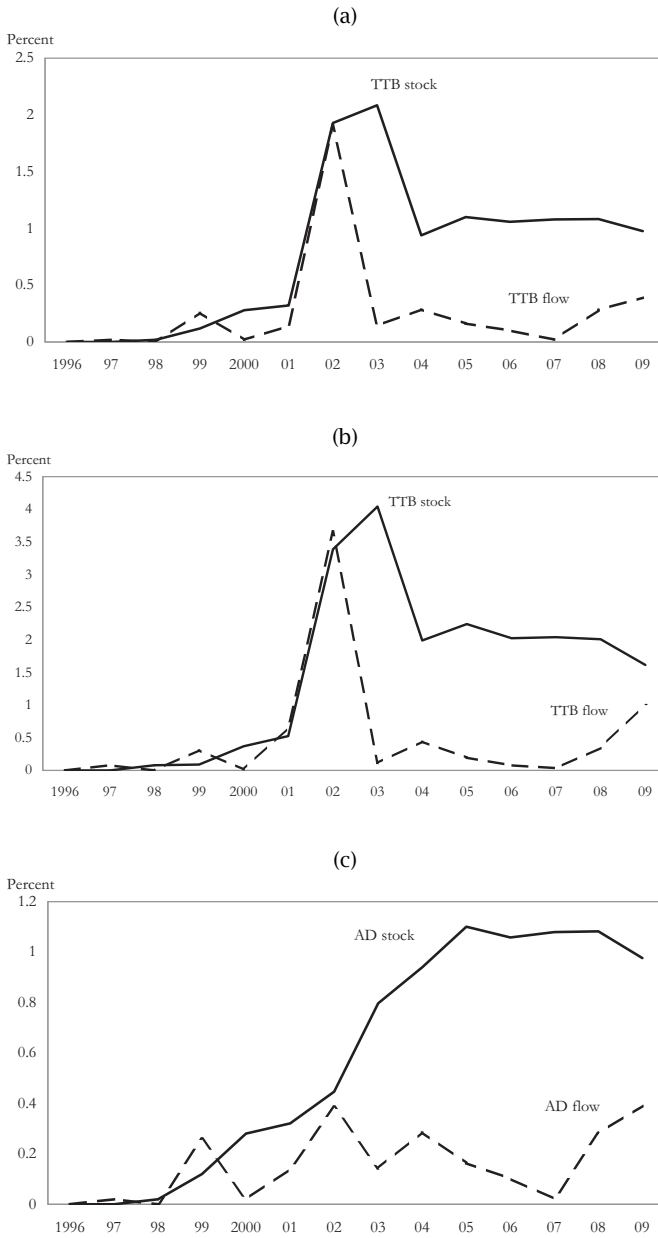 (a)
Percent
2.5
TTB stock
2
1.5
1
TTB flow
0.5
0
1996 97 98 99 2000 01 02 03 04 05 06 07 08 09
(b)
Percent
4.5
TTB stock
4
3.5
3
2.5
2
1.5
TTB flow
1
0.5
0
1996 97 98 99 2000 01 02 03 04 05 06 07 08 09
(c)
Percent
1.2
AD stock
1
0.8
0.6
AD flow
0.4
0.2
0
1996 97 98 99 2000 01 02 03 04 05 06 07 08 09